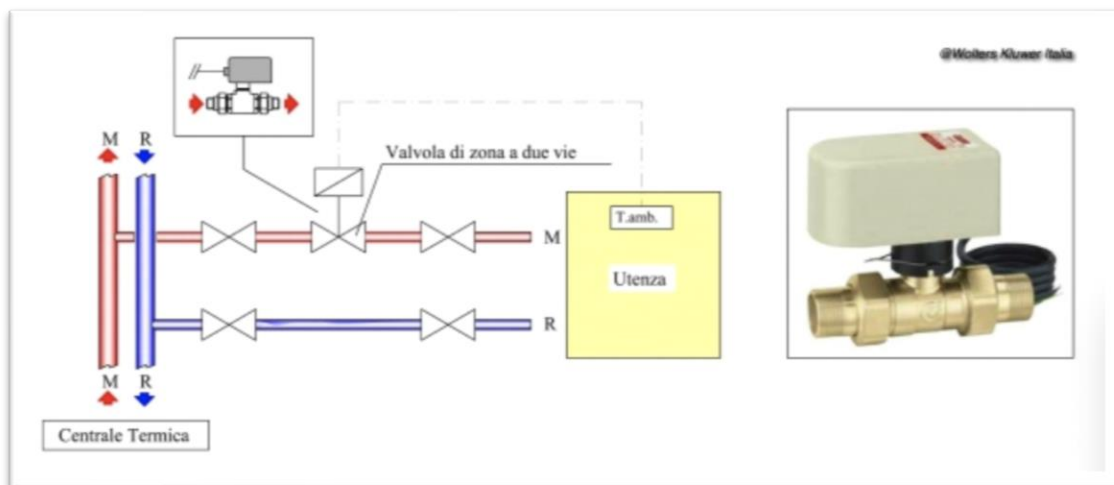 @Wolters Kluwer Italia
M R
Valvola di zona a due vie
T.amb.
M
Utenza
R
M R
Centrale Termica